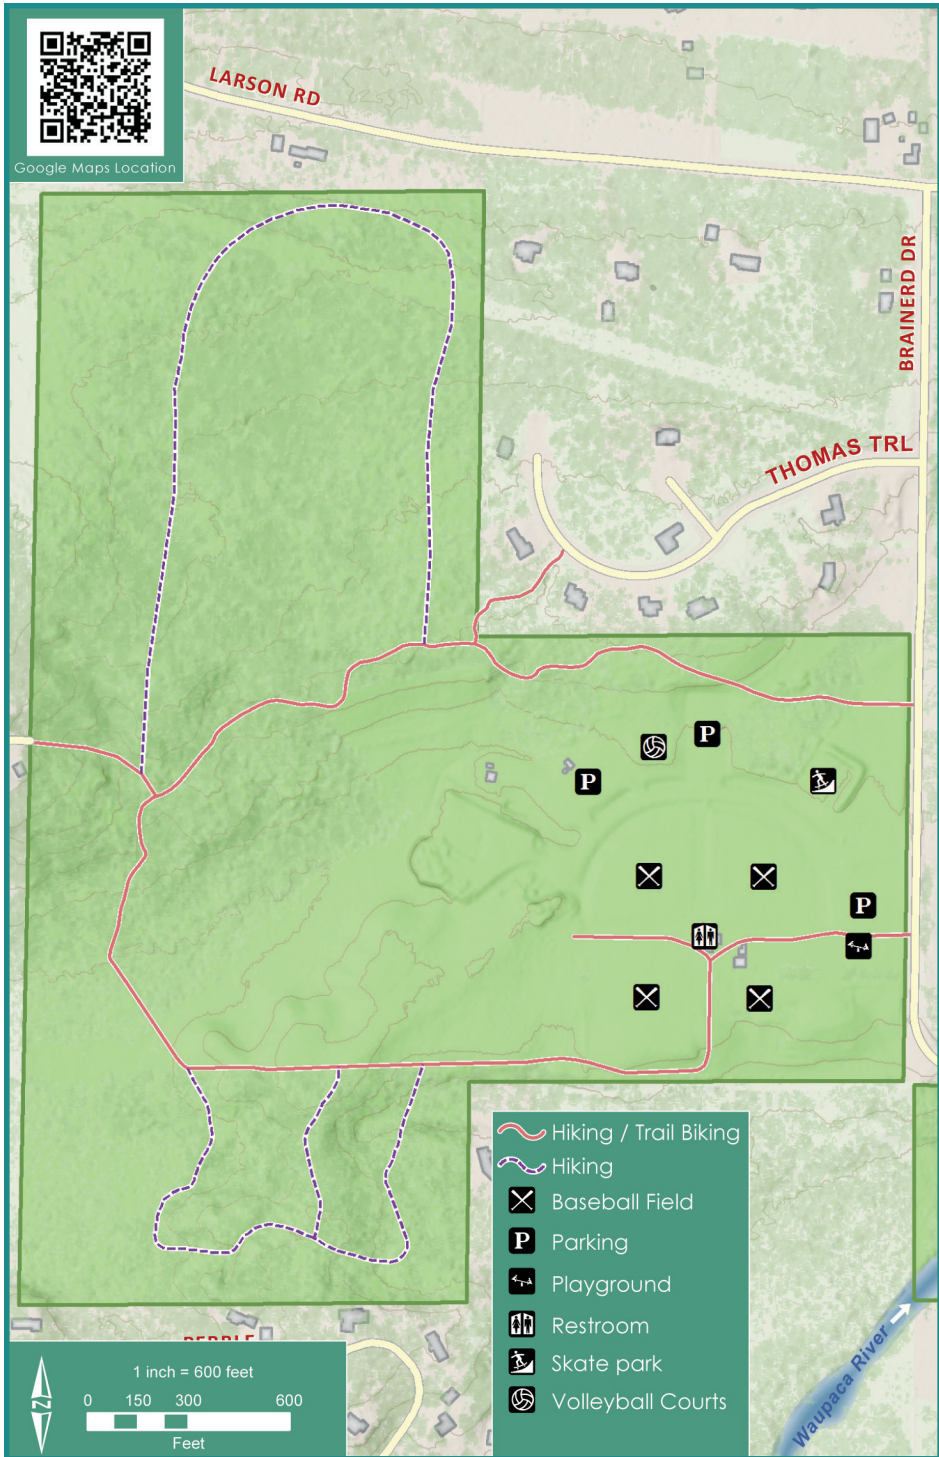 Google Maps Location
LARSON RD
BRAINERD DR
THOMAS TRL
P
P
P
Hiking / Trail Biking
Hiking
Baseball Field
P Parking
Playground
Restroom
Skate park
Volleyball Courts
Waupaca River
N
1 inch = 600 feet
0 150 300 600
Feet